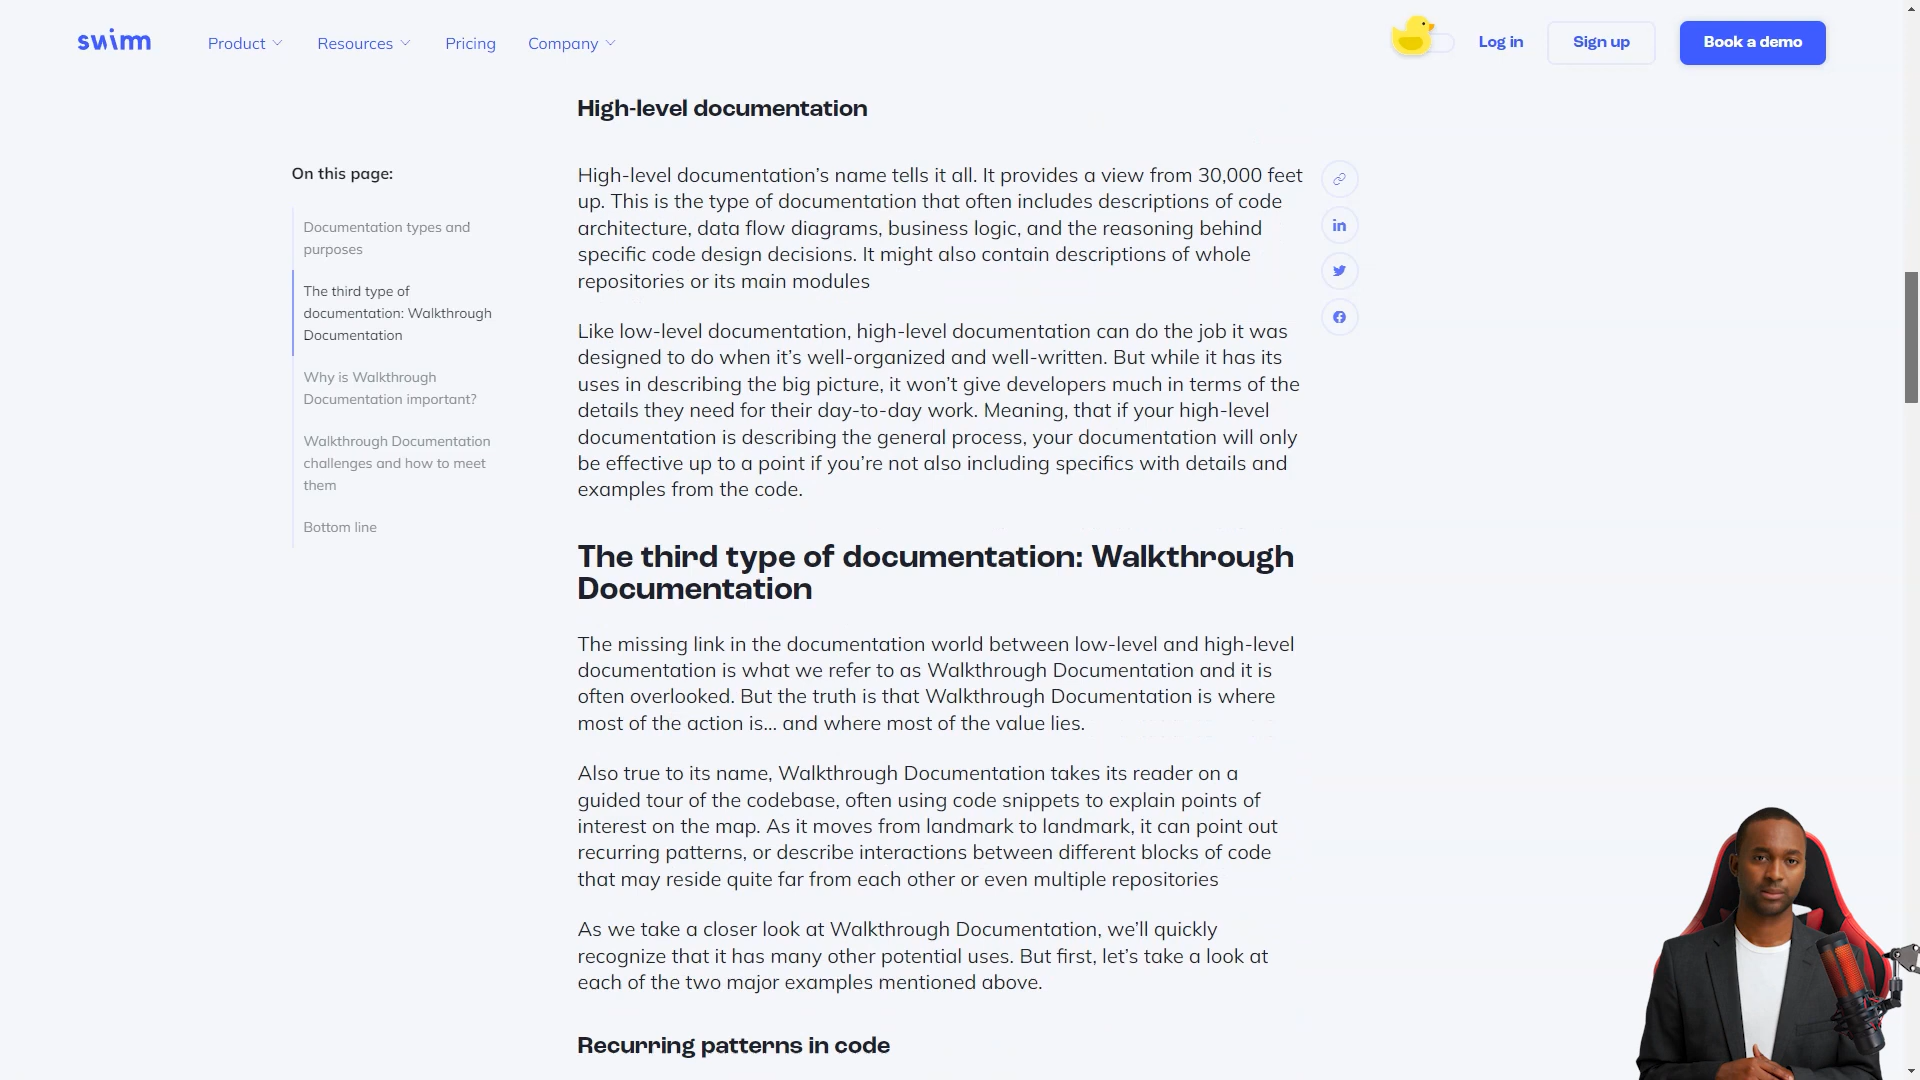 swimm
Product
Resources
Pricing
Company
Log in
Sign up
Book a demo
On this page:
Documentation types and
purposes
The third type of
documentation: Walkthrough
Documentation
Why is Walkthrough
Documentation important?
Walkthrough Documentation
challenges and how to meet
them
Bottom line
High-level documentation
High-level documentation’s name tells it all. It provides a view from 30,000 feet
up. This is the type of documentation that often includes descriptions of code
architecture, data flow diagrams, business logic, and the reasoning behind
specific code design decisions. It might also contain descriptions of whole
repositories or its main modules
Like low-level documentation, high-level documentation can do the job it was
designed to do when it’s well-organized and well-written. But while it has its
uses in describing the big picture, it won’t give developers much in terms of the
details they need for their day-to-day work. Meaning, that if your high-level
documentation is describing the general process, your documentation will only
be effective up to a point if you’re not also including specifics with details and
examples from the code.
The third type of documentation: Walkthrough
Documentation
The missing link in the documentation world between low-level and high-level
documentation is what we refer to as Walkthrough Documentation and it is
often overlooked. But the truth is that Walkthrough Documentation is where
most of the action is… and where most of the value lies.
Also true to its name, Walkthrough Documentation takes its reader on a
guided tour of the codebase, often using code snippets to explain points of
interest on the map. As it moves from landmark to landmark, it can point out
recurring patterns, or describe interactions between different blocks of code
that may reside quite far from each other or even multiple repositories
As we take a closer look at Walkthrough Documentation, we’ll quickly
recognize that it has many other potential uses. But first, let’s take a look at
each of the two major examples mentioned above.
Recurring patterns in code